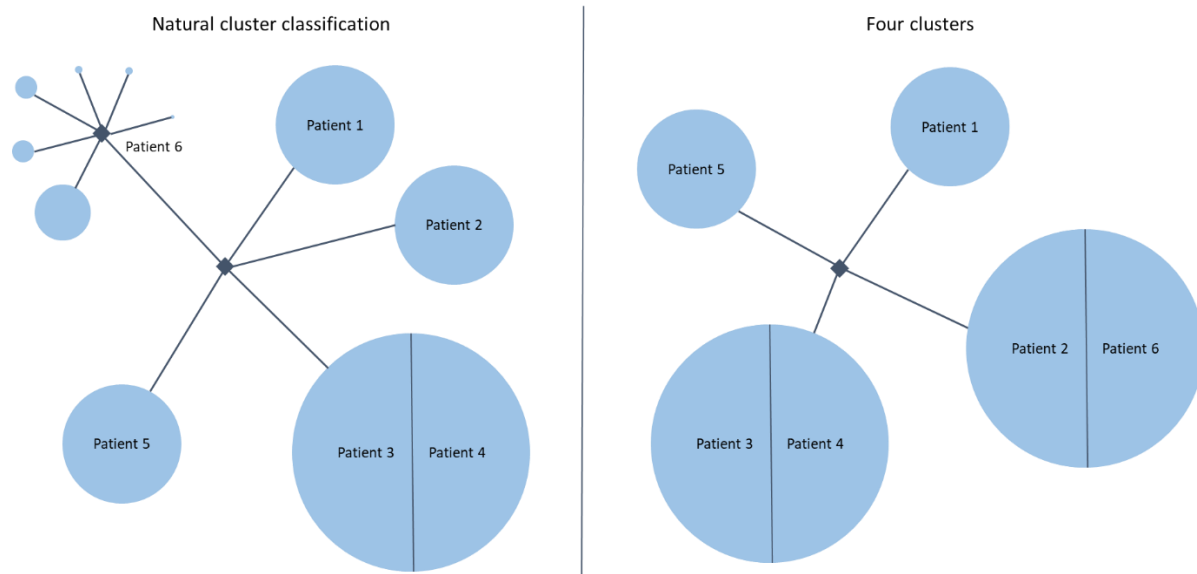 Natural cluster classification
Patient 1
Patient 6
Patient 2
Patient 5
Patient 3
Patient 4
Four clusters
Patient 1
Patient 5
Patient 2
Patient 6
Patient 3
Patient 4